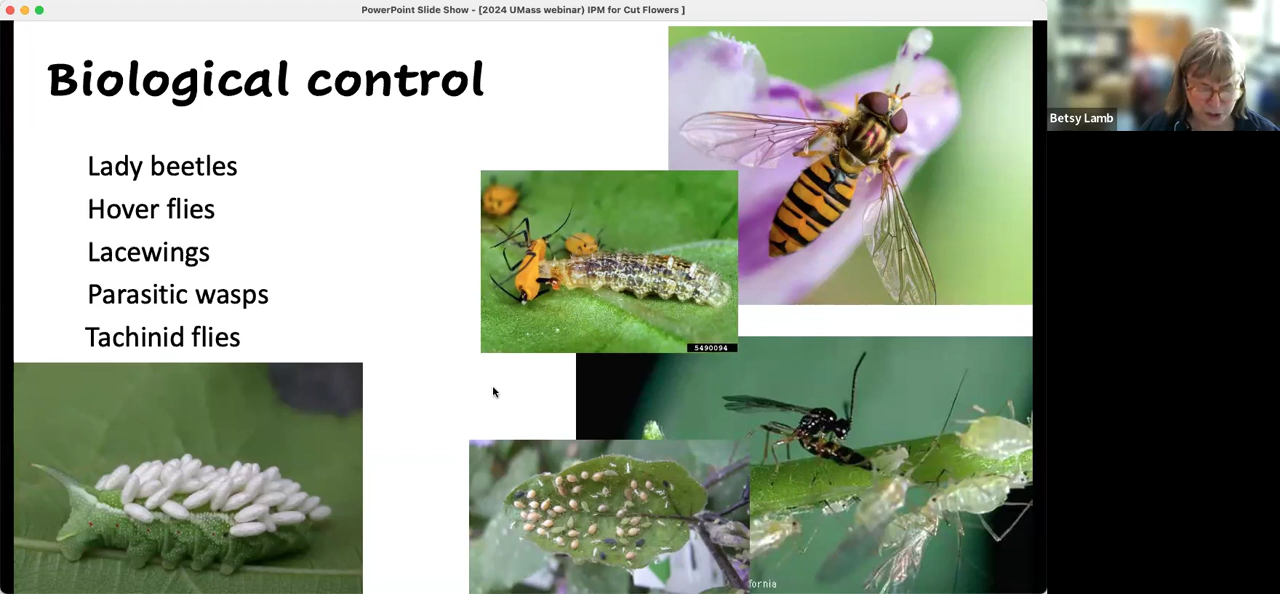 PowerPoint Slide Show - [2024 UMass webinar) IPM for Cut Flowers ]
Biological control
Lady beetles
Hover flies
Lacewings
Parasitic wasps
Tachinid flies
5490094
fornia
Betsy Lamb